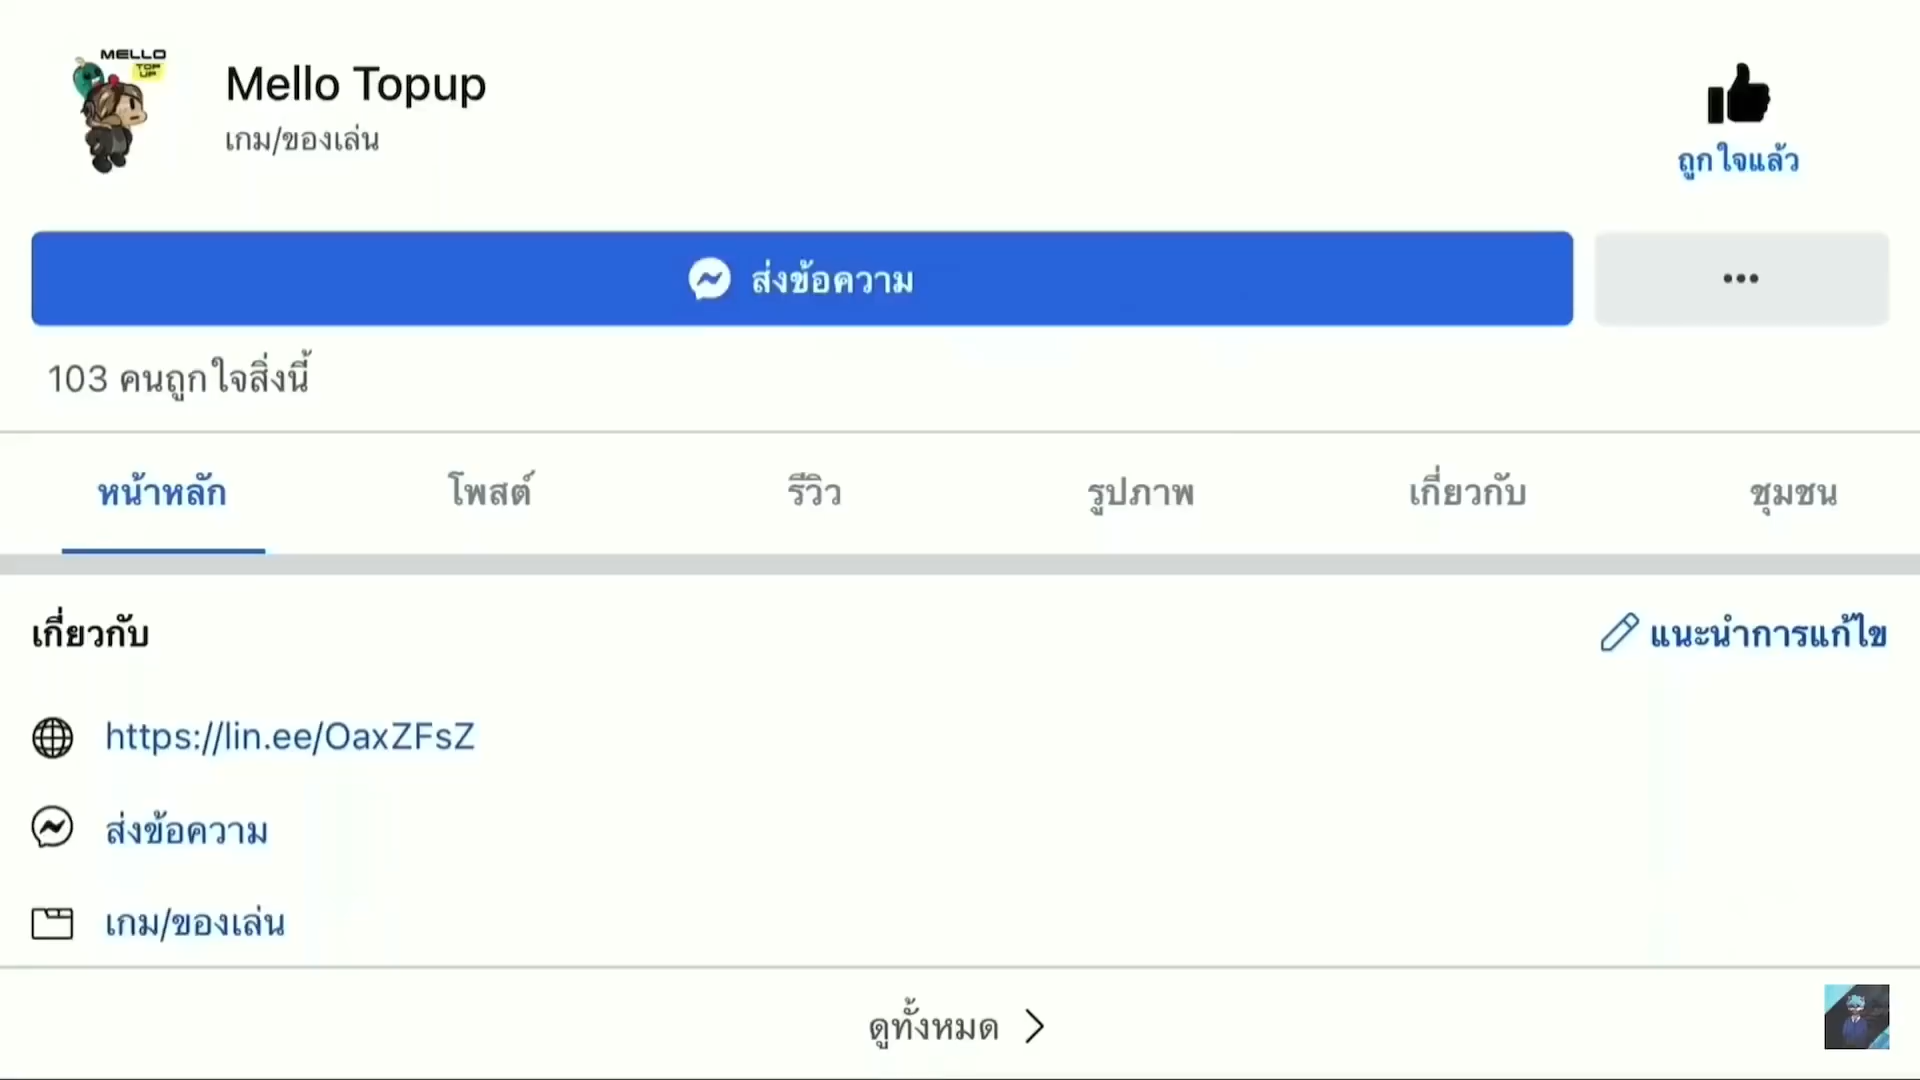 MELLO
TOP
UP
Mello Topup
เกม/ของเล่น
ถูกใจแล้ว
ส่งข้อความ
103 คนถูกใจสิ่งนี้
หน้าหลัก
โพสต์
รีวิว
รูปภาพ
เกี่ยวกับ
ชุมชน
เกี่ยวกับ
แนะนำการแก้ไข
https://lin.ee/OaxZFsZ
ส่งข้อความ
เกม/ของเล่น
ดูทั้งหมด